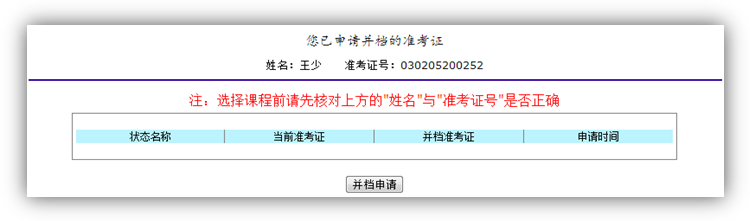 您已申请并档的准考证
姓名：王少 准考证号：030205200252
注：选择课程前请先核对上方的"姓名"与"准考证号"是否正确
状态名称 当前准考证 并档准考证 申请时间
并档申请